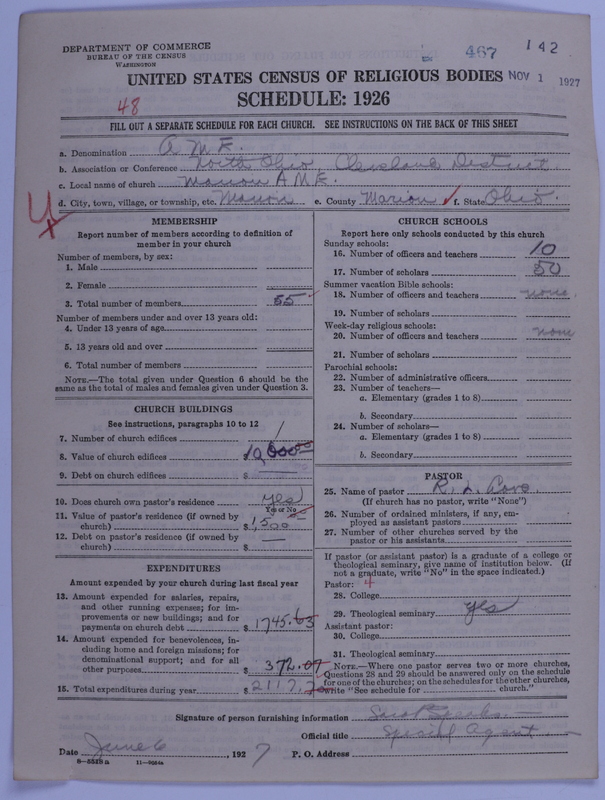 DEPARTMENT OF COMMERCE
BUREAU OF THE CENSUS
WASHINGTON
467
142
UNITED STATES CENSUS OF RELIGIOUS BODIES
NOV 1 1927
SCHEDULE: 1926
48
FILL OUT A SEPARATE SCHEDULE FOR EACH CHURCH. SEE INSTRUCTIONS ON THE BACK OF THIS SHEET
a. Denomination A M E.
b. Association or Conference North Ohio, Cleveland District
c. Local name of church Marion A M E.
d. City, town, village, or township, etc. Marion e. County Marion f. State Ohio.
MEMBERSHIP
Report number of members according to definition of
member in your church
Number of members, by sex:
1. Male
2. Female
3. Total number of members 55
Number of members under and over 13 years old:
4. Under 13 years of age
5. 13 years old and over
6. Total number of members
NOTE.—The total given under Question 6 should be the
same as the total of males and females given under Question 3.
CHURCH BUILDINGS
See instructions, paragraphs 10 to 12
7. Number of church edifices 1
8. Value of church edifices $10,000.00
9. Debt on church edifices $
10. Does church own pastor's residence yes
Yes or No
11. Value of pastor's residence (if owned by
church) $1500
12. Debt on pastor's residence (if owned by
church) $
EXPENDITURES
Amount expended by your church during last fiscal year
13. Amount expended for salaries, repairs,
and other running expenses; for im-
provements or new buildings; and for
payments on church debt $1745.63
14. Amount expended for benevolences, in-
cluding home and foreign missions; for
denominational support; and for all
other purposes $372.07
15. Total expenditures during year $2117.70
CHURCH SCHOOLS
Report here only schools conducted by this church
Sunday schools:
16. Number of officers and teachers 10
17. Number of scholars 50
Summer vacation Bible schools:
18. Number of officers and teachers none.
19. Number of scholars
Week-day religious schools:
20. Number of officers and teachers none
21. Number of scholars
Parochial schools:
22. Number of administrative officers
23. Number of teachers—
a. Elementary (grades 1 to 8)
b. Secondary
24. Number of scholars—
a. Elementary (grades 1 to 8)
b. Secondary
PASTOR
25. Name of pastor R. L.
(If church has no pastor, write "None")
26. Number of ordained ministers, if any, em-
ployed as assistant pastors
27. Number of other churches served by the
pastor or his assistants
If pastor (or assistant pastor) is a graduate of a college or
theological seminary, give name of institution below. (If
not a graduate, write "No" in the space indicated.)
Pastor: 4
28. College
29. Theological seminary Yes
Assistant pastor:
30. College
31. Theological seminary
NOTE.—Where one pastor serves two or more churches,
Questions 28 and 29 should be answered only on the schedule
for one of the churches; on the schedules for the other churches,
write "See schedule for church."
Signature of person furnishing information
Official title Special Agent
Date June 6, 1927 P. O. Address
8—5519a 11—9054a